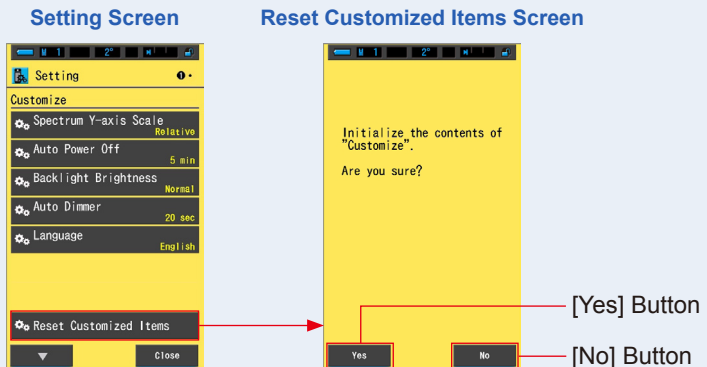 Setting Screen
Reset Customized Items Screen
M 1 2°
Setting
Customize
Spectrum Y-axis Scale
Relative
Auto Power Off
5 min
Backlight Brightness
Normal
Auto Dimmer
20 sec
Language
English
Reset Customized Items
▼ Close
M 1 2°
Initialize the contents of
"Customize".
Are you sure?
Yes No
[Yes] Button
[No] Button